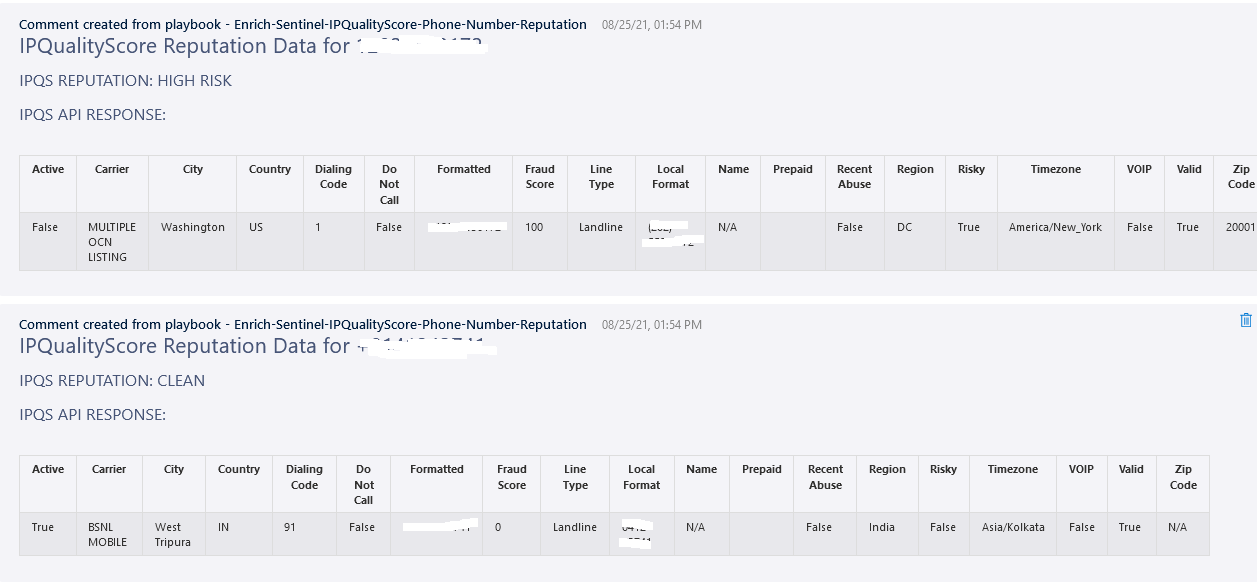 Comment created from playbook - Enrich-Sentinel-IPQualityScore-Phone-Number-Reputation 08/25/21, 01:54 PM
IPQualityScore Reputation Data for
IPQS REPUTATION: HIGH RISK
IPQS API RESPONSE:
Active Carrier City Country Dialing Code Do Not Call Formatted Fraud Score Line Type Local Format Name Prepaid Recent Abuse Region Risky Timezone VOIP Valid Zip Code
False MULTIPLE OCN LISTING Washington US 1 False 100 Landline N/A False DC True America/New_York False True 20001
Comment created from playbook - Enrich-Sentinel-IPQualityScore-Phone-Number-Reputation 08/25/21, 01:54 PM
IPQualityScore Reputation Data for
IPQS REPUTATION: CLEAN
IPQS API RESPONSE:
Active Carrier City Country Dialing Code Do Not Call Formatted Fraud Score Line Type Local Format Name Prepaid Recent Abuse Region Risky Timezone VOIP Valid Zip Code
True BSNL MOBILE West Tripura IN 91 False 0 Landline N/A False India False Asia/Kolkata False True N/A